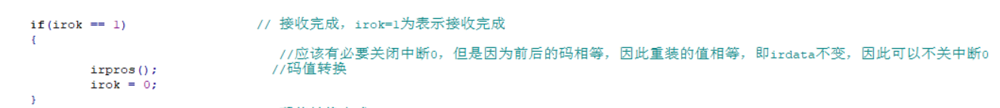 if(irok == 1) // 接收完成，irok=1为表示接收完成
{
//应该有必要关闭中断0，但是因为前后的码相等，因此重装的值相等，即irdata不变，因此可以不关中断0
irpros(); //码值转换
irok = 0;
}